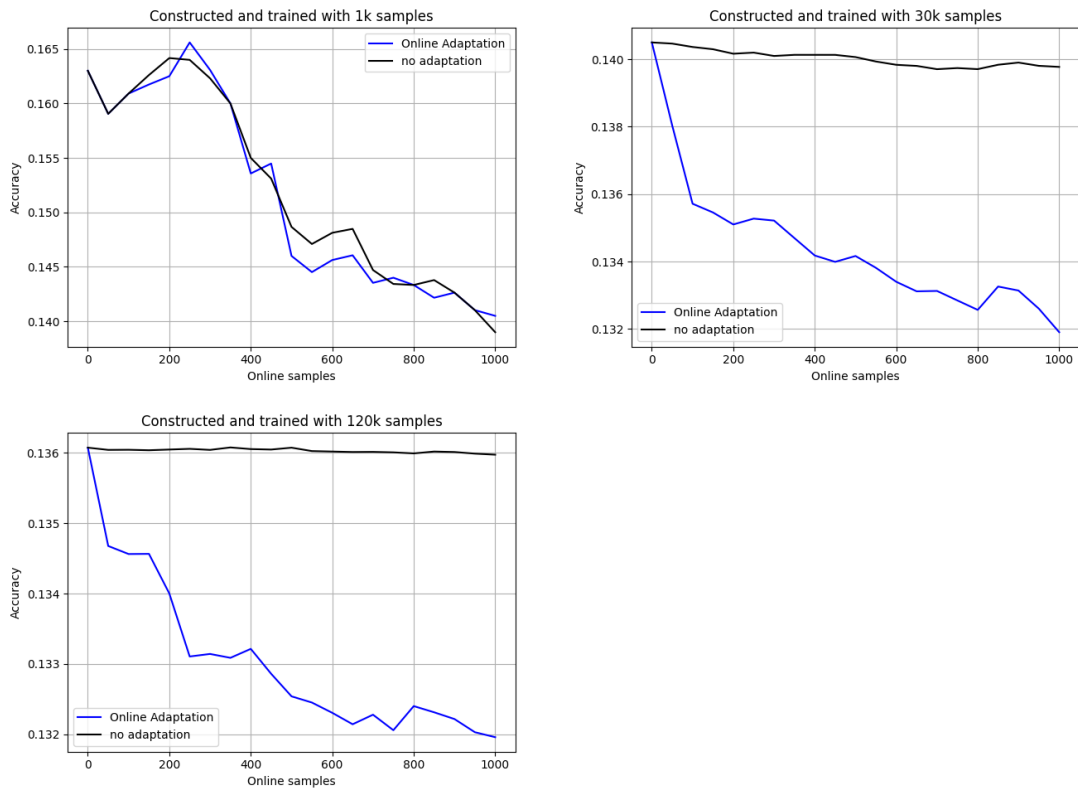 Constructed and trained with 1k samples
Accuracy
0.165
0.160
0.155
0.150
0.145
0.140
Online Adaptation
no adaptation
0 200 400 600 800 1000
Online samples
Constructed and trained with 30k samples
Accuracy
0.140
0.138
0.136
0.134
0.132
Online Adaptation
no adaptation
0 200 400 600 800 1000
Online samples
Constructed and trained with 120k samples
Accuracy
0.136
0.135
0.134
0.133
0.132
Online Adaptation
no adaptation
0 200 400 600 800 1000
Online samples